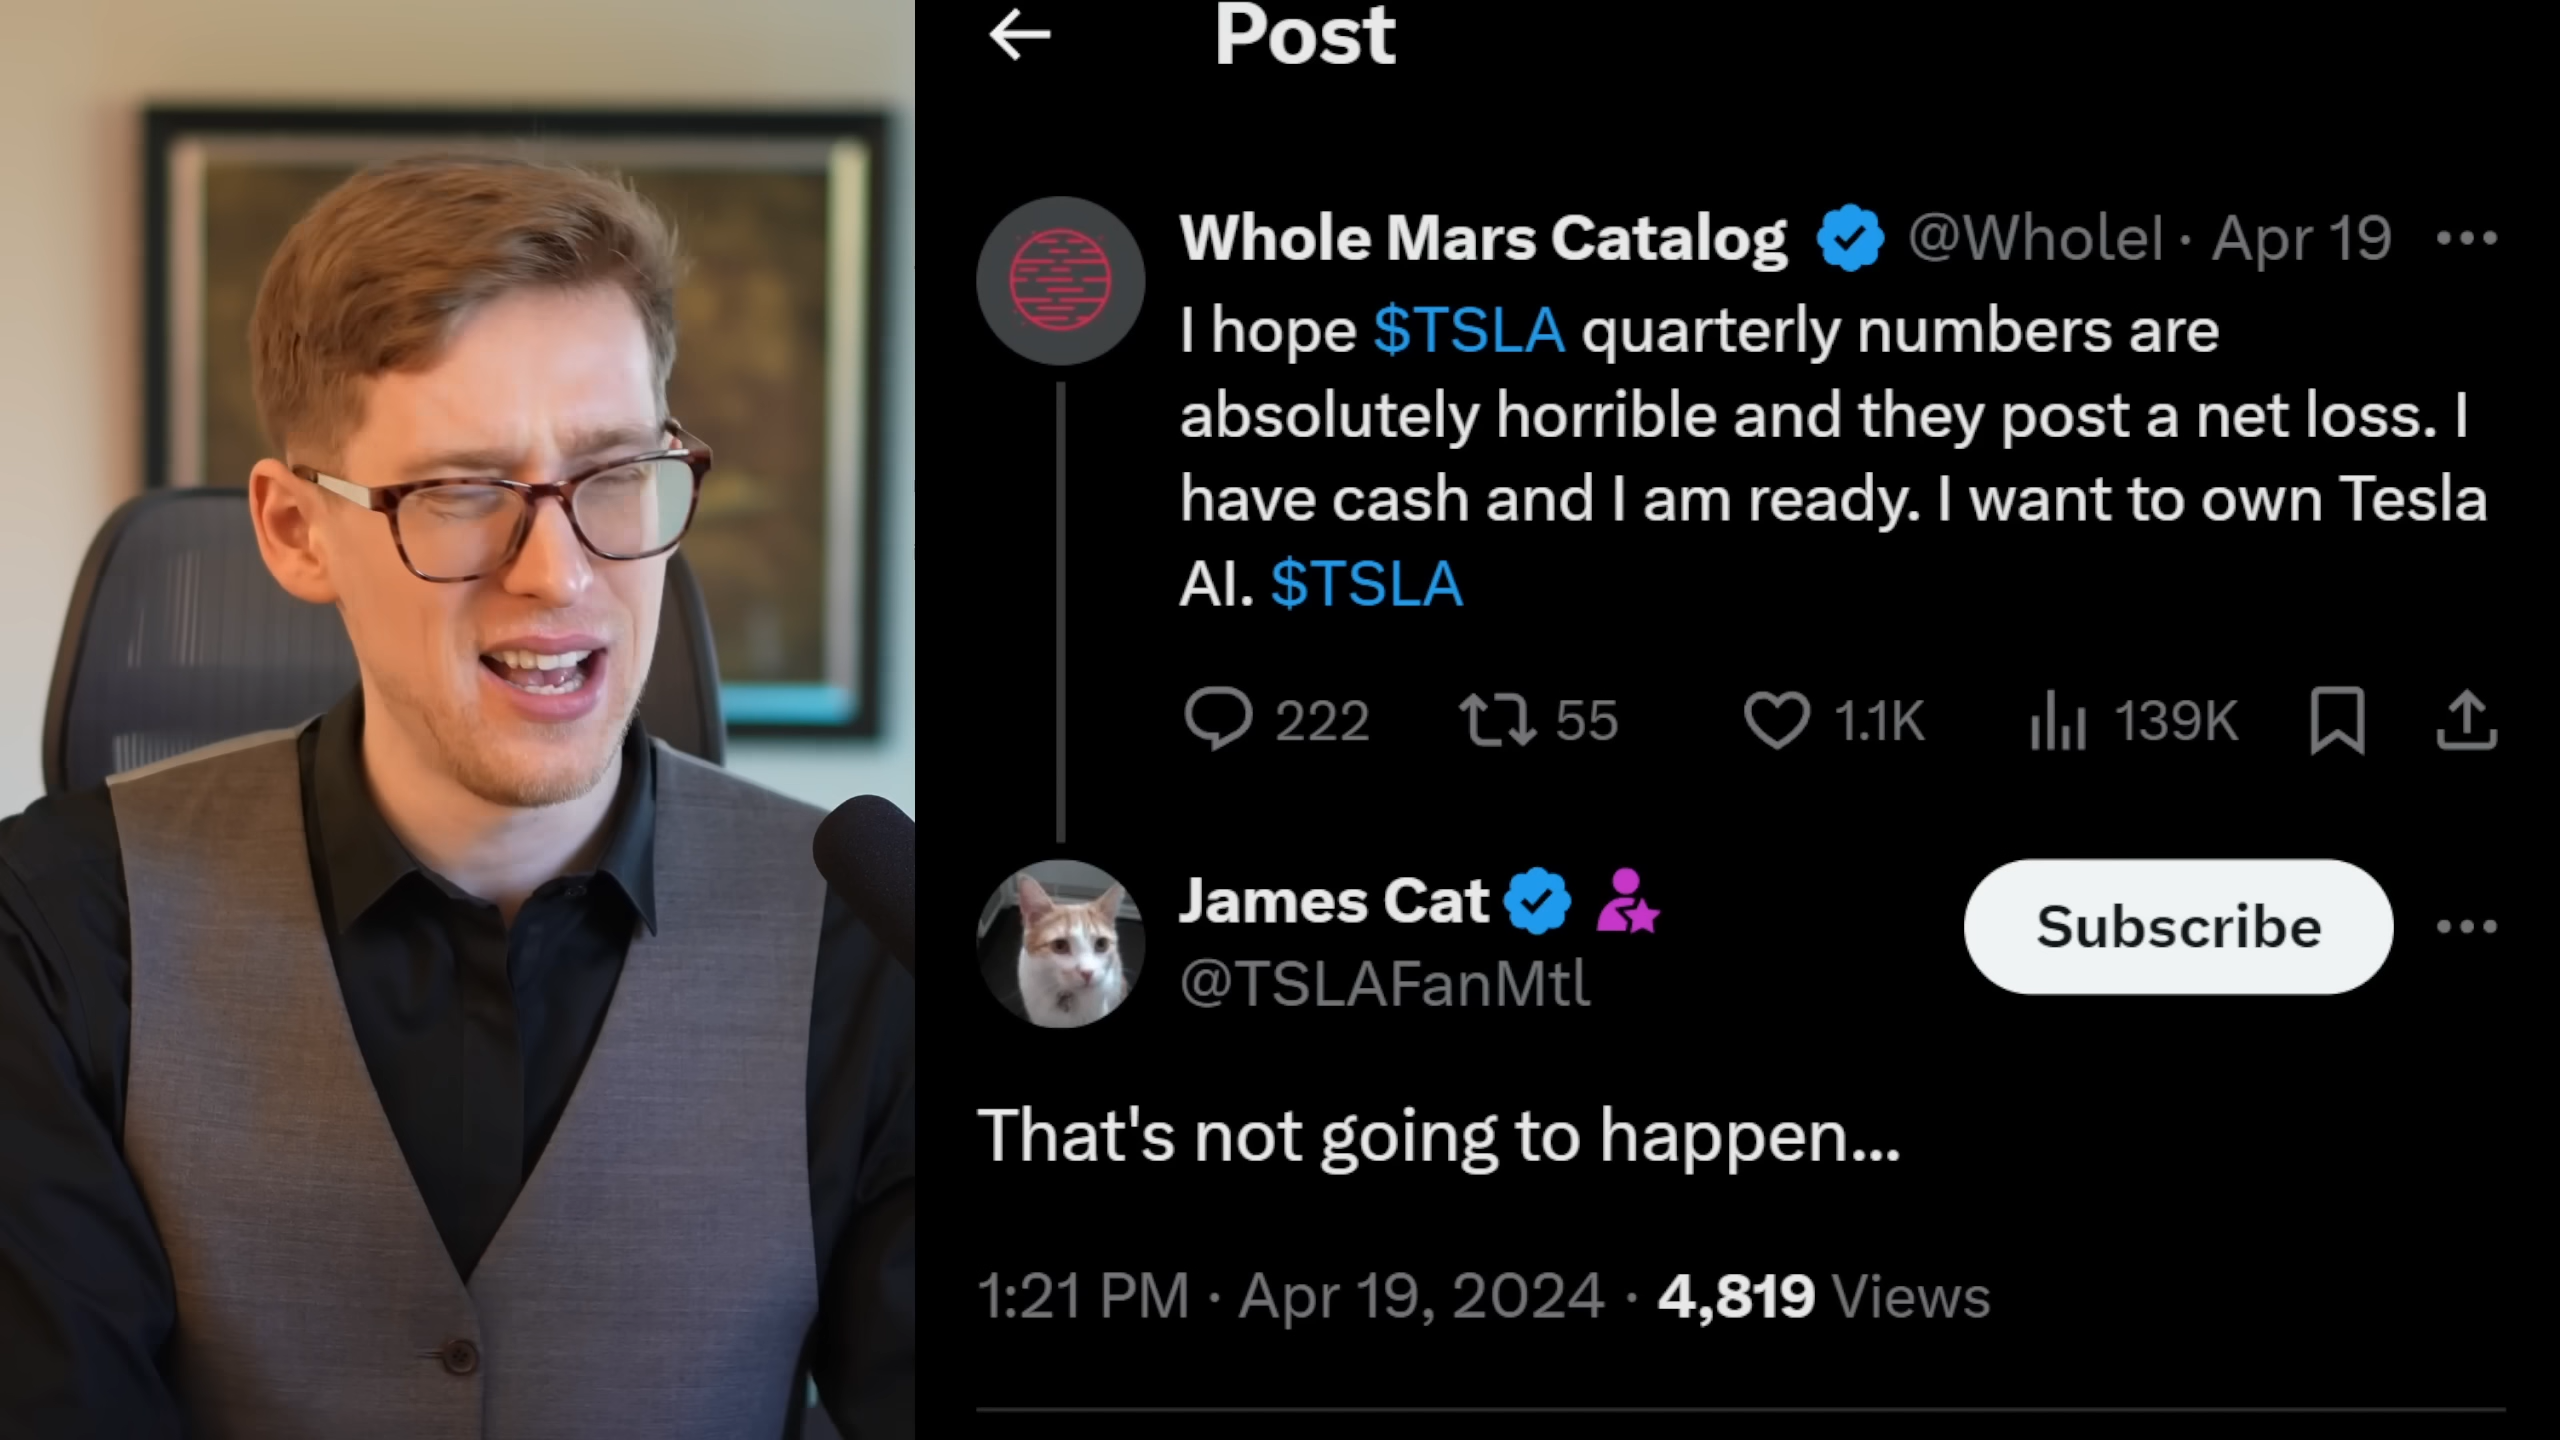 Post
Whole Mars Catalog @Wholel · Apr 19
I hope $TSLA quarterly numbers are
absolutely horrible and they post a net loss. I
have cash and I am ready. I want to own Tesla
AI. $TSLA
222 55 1.1K 139K
James Cat
Subscribe
@TSLAFanMtl
That's not going to happen...
1:21 PM · Apr 19, 2024 · 4,819 Views